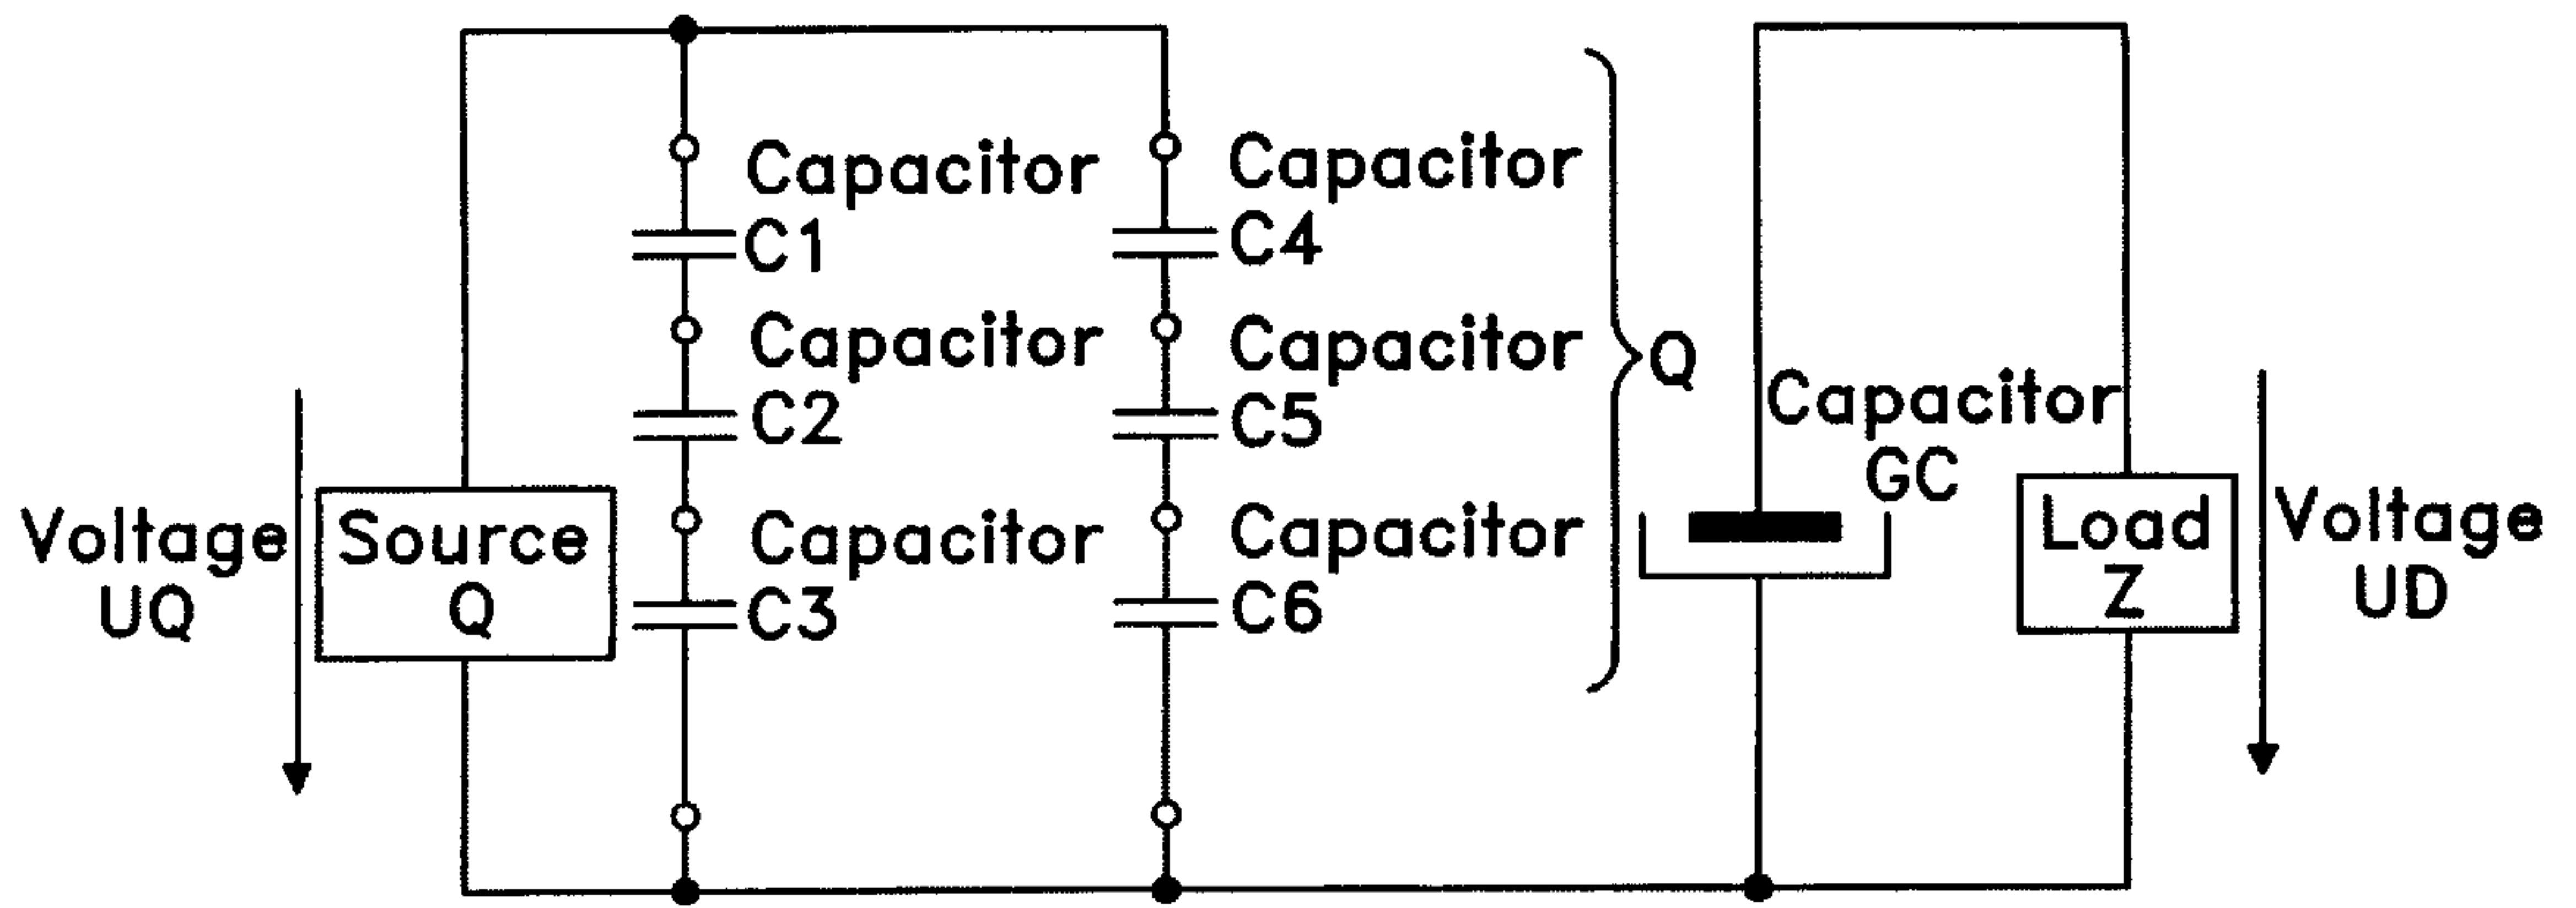 Voltage
UQ
Source
Q
Capacitor
C1
Capacitor
C2
Capacitor
C3
Capacitor
C4
Capacitor
C5
Capacitor
C6
Q
Capacitor
GC
Load
Z
Voltage
UD